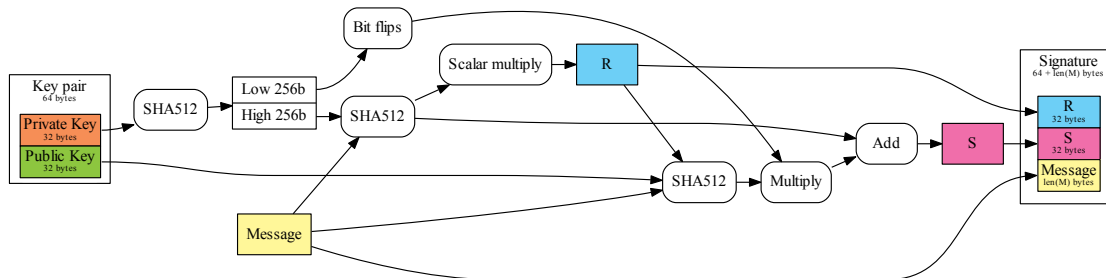 Key pair
64 bytes
Private Key
32 bytes
Public Key
32 bytes
SHA512
Low 256b
High 256b
Bit flips
SHA512
Message
Scalar multiply
R
SHA512
Multiply
Add
S
Signature
64 + len(M) bytes
R
32 bytes
S
32 bytes
Message
len(M) bytes